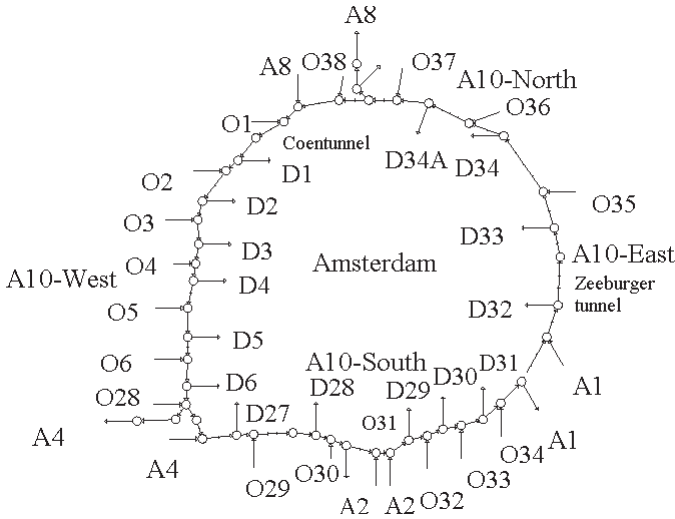 A8
A8
O38
O37
A10-North
O36
O1
Coentunnel
D34A
D34
O2
D1
O35
D2
O3
D33
D3
O4
Amsterdam
A10-East
A10-West
D4
Zeeburger
tunnel
O5
D32
D5
O6
A10-South
D31
D6
D28
D29
D30
A1
O28
D27
O31
A4
A4
O34
A1
O29
O30
O33
O32
A2
A2